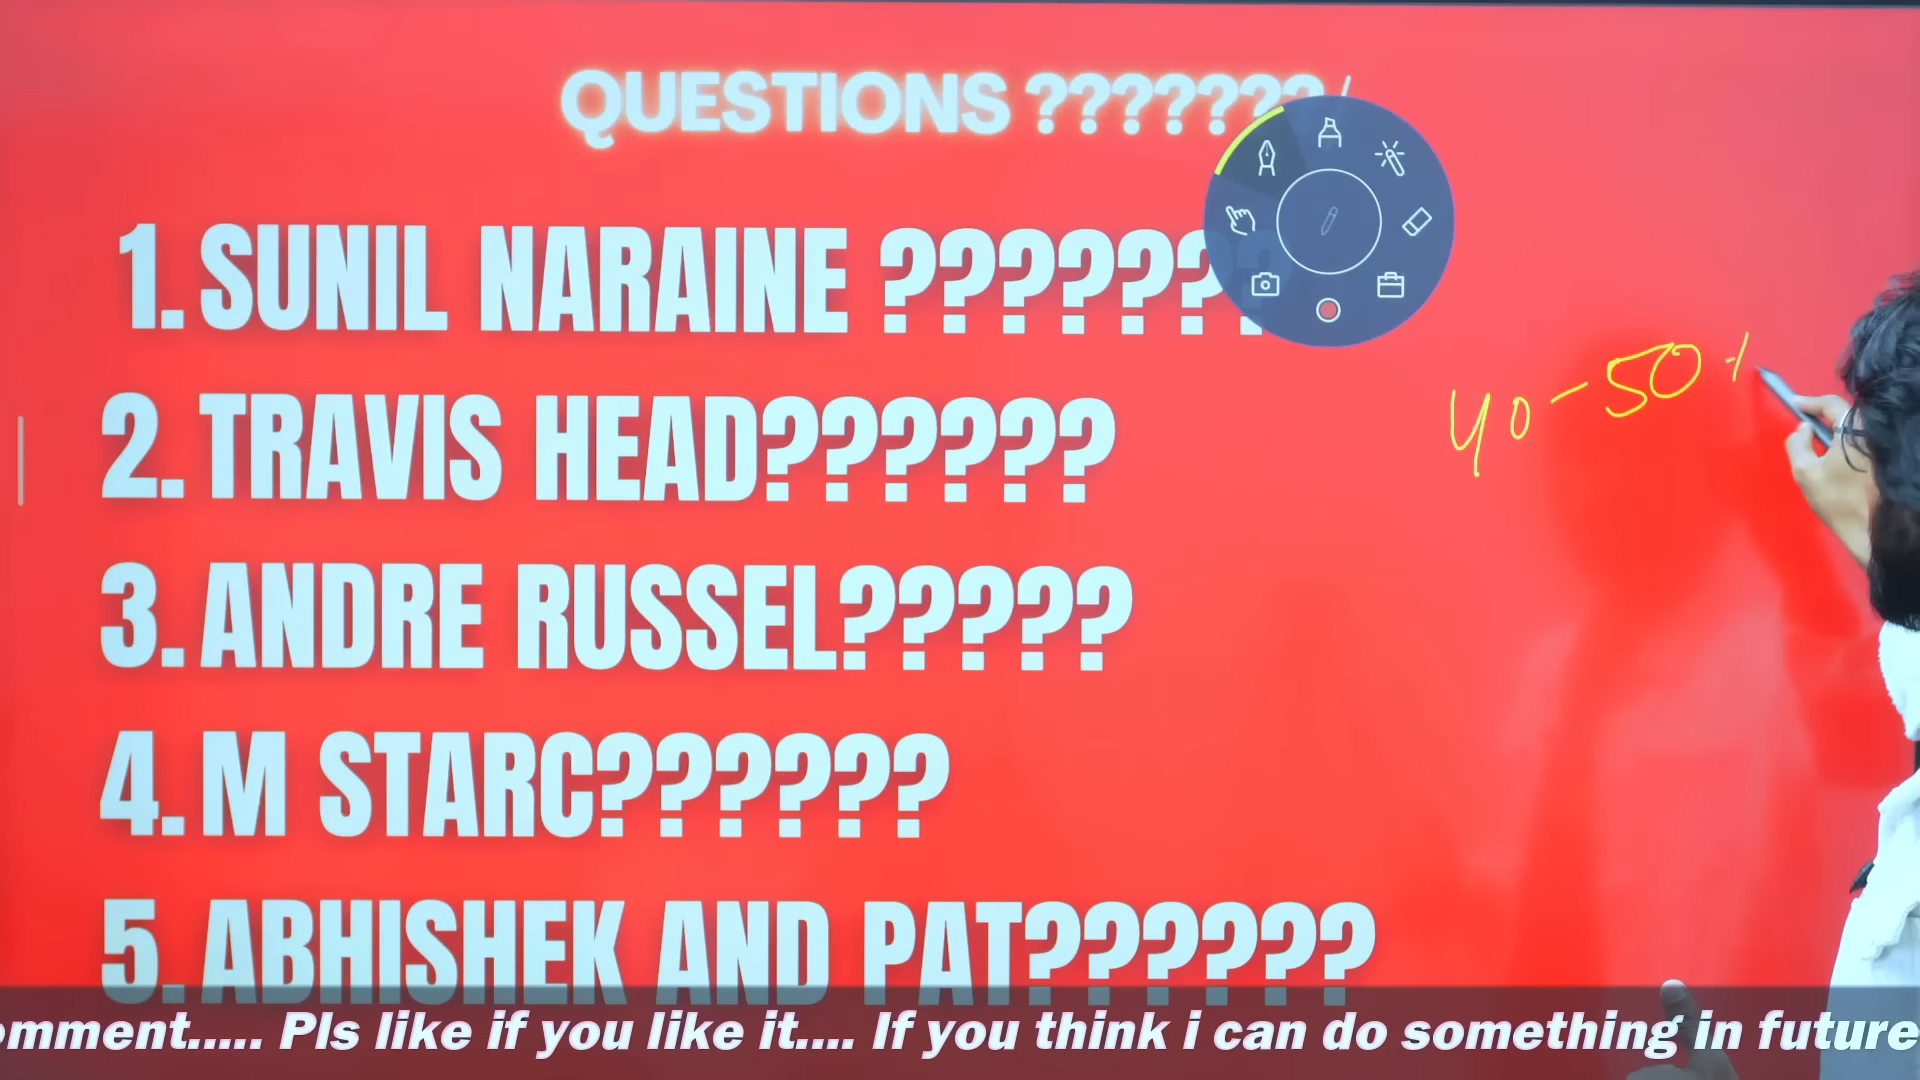 QUESTIONS ???????
1. SUNIL NARAINE ???????
40-50+
2. TRAVIS HEAD??????
3. ANDRE RUSSEL?????
4. M STARC??????
5. ABHISHEK AND PAT??????
omment..... Pls like if you like it.... If you think i can do something in future